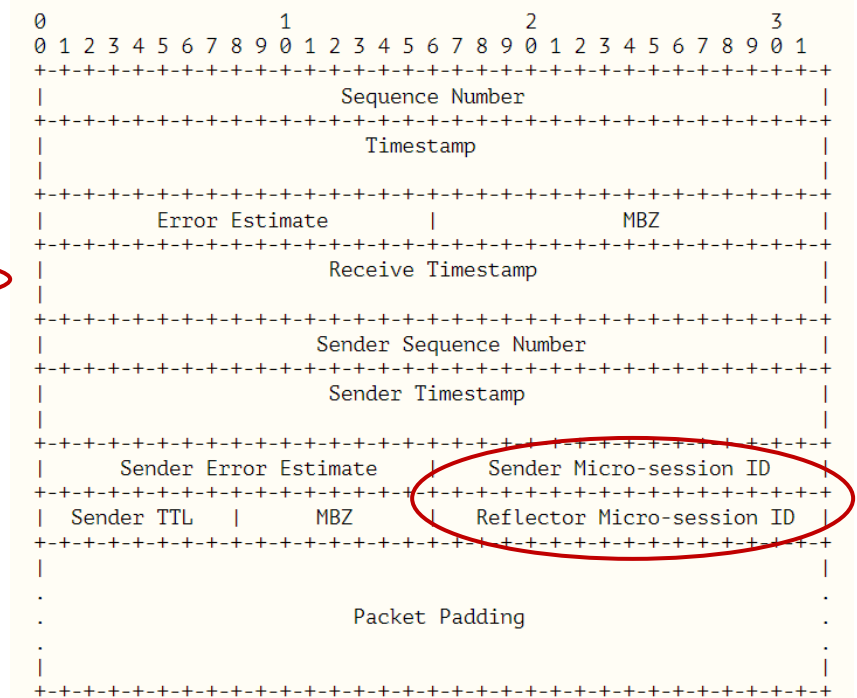 0                   1                   2                   3
0 1 2 3 4 5 6 7 8 9 0 1 2 3 4 5 6 7 8 9 0 1 2 3 4 5 6 7 8 9 0 1
+-+-+-+-+-+-+-+-+-+-+-+-+-+-+-+-+-+-+-+-+-+-+-+-+-+-+-+-+-+-+-+-+
|                        Sequence Number                        |
+-+-+-+-+-+-+-+-+-+-+-+-+-+-+-+-+-+-+-+-+-+-+-+-+-+-+-+-+-+-+-+-+
|                          Timestamp                            |
|                                                               |
+-+-+-+-+-+-+-+-+-+-+-+-+-+-+-+-+-+-+-+-+-+-+-+-+-+-+-+-+-+-+-+-+
|         Error Estimate        |               MBZ             |
+-+-+-+-+-+-+-+-+-+-+-+-+-+-+-+-+-+-+-+-+-+-+-+-+-+-+-+-+-+-+-+-+
|                       Receive Timestamp                       |
|                                                               |
+-+-+-+-+-+-+-+-+-+-+-+-+-+-+-+-+-+-+-+-+-+-+-+-+-+-+-+-+-+-+-+-+
|                      Sender Sequence Number                   |
+-+-+-+-+-+-+-+-+-+-+-+-+-+-+-+-+-+-+-+-+-+-+-+-+-+-+-+-+-+-+-+-+
|                       Sender Timestamp                        |
|                                                               |
+-+-+-+-+-+-+-+-+-+-+-+-+-+-+-+-+-+-+-+-+-+-+-+-+-+-+-+-+-+-+-+-+
|      Sender Error Estimate    |    Sender Micro-session ID    |
+-+-+-+-+-+-+-+-+-+-+-+-+-+-+-+-+-+-+-+-+-+-+-+-+-+-+-+-+-+-+-+-+
|  Sender TTL   |      MBZ      |   Reflector Micro-session ID  |
+-+-+-+-+-+-+-+-+-+-+-+-+-+-+-+-+-+-+-+-+-+-+-+-+-+-+-+-+-+-+-+-+
|                                                               |
.                                                               .
.                         Packet Padding                        .
.                                                               .
|                                                               |
+-+-+-+-+-+-+-+-+-+-+-+-+-+-+-+-+-+-+-+-+-+-+-+-+-+-+-+-+-+-+-+-+